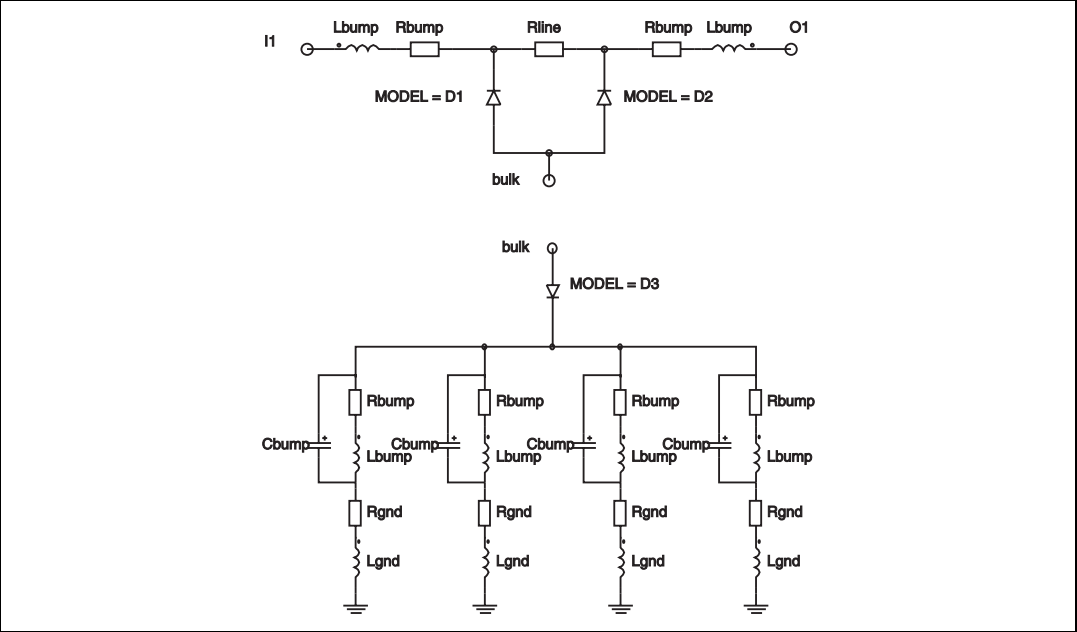 Lbump Rbump Rline Rbump Lbump O1
I1
MODEL = D1 MODEL = D2
bulk
bulk
MODEL = D3
Rbump Rbump Rbump Rbump
Cbump Cbump Cbump Cbump
Lbump Lbump Lbump Lbump
Rgnd Rgnd Rgnd Rgnd
Lgnd Lgnd Lgnd Lgnd